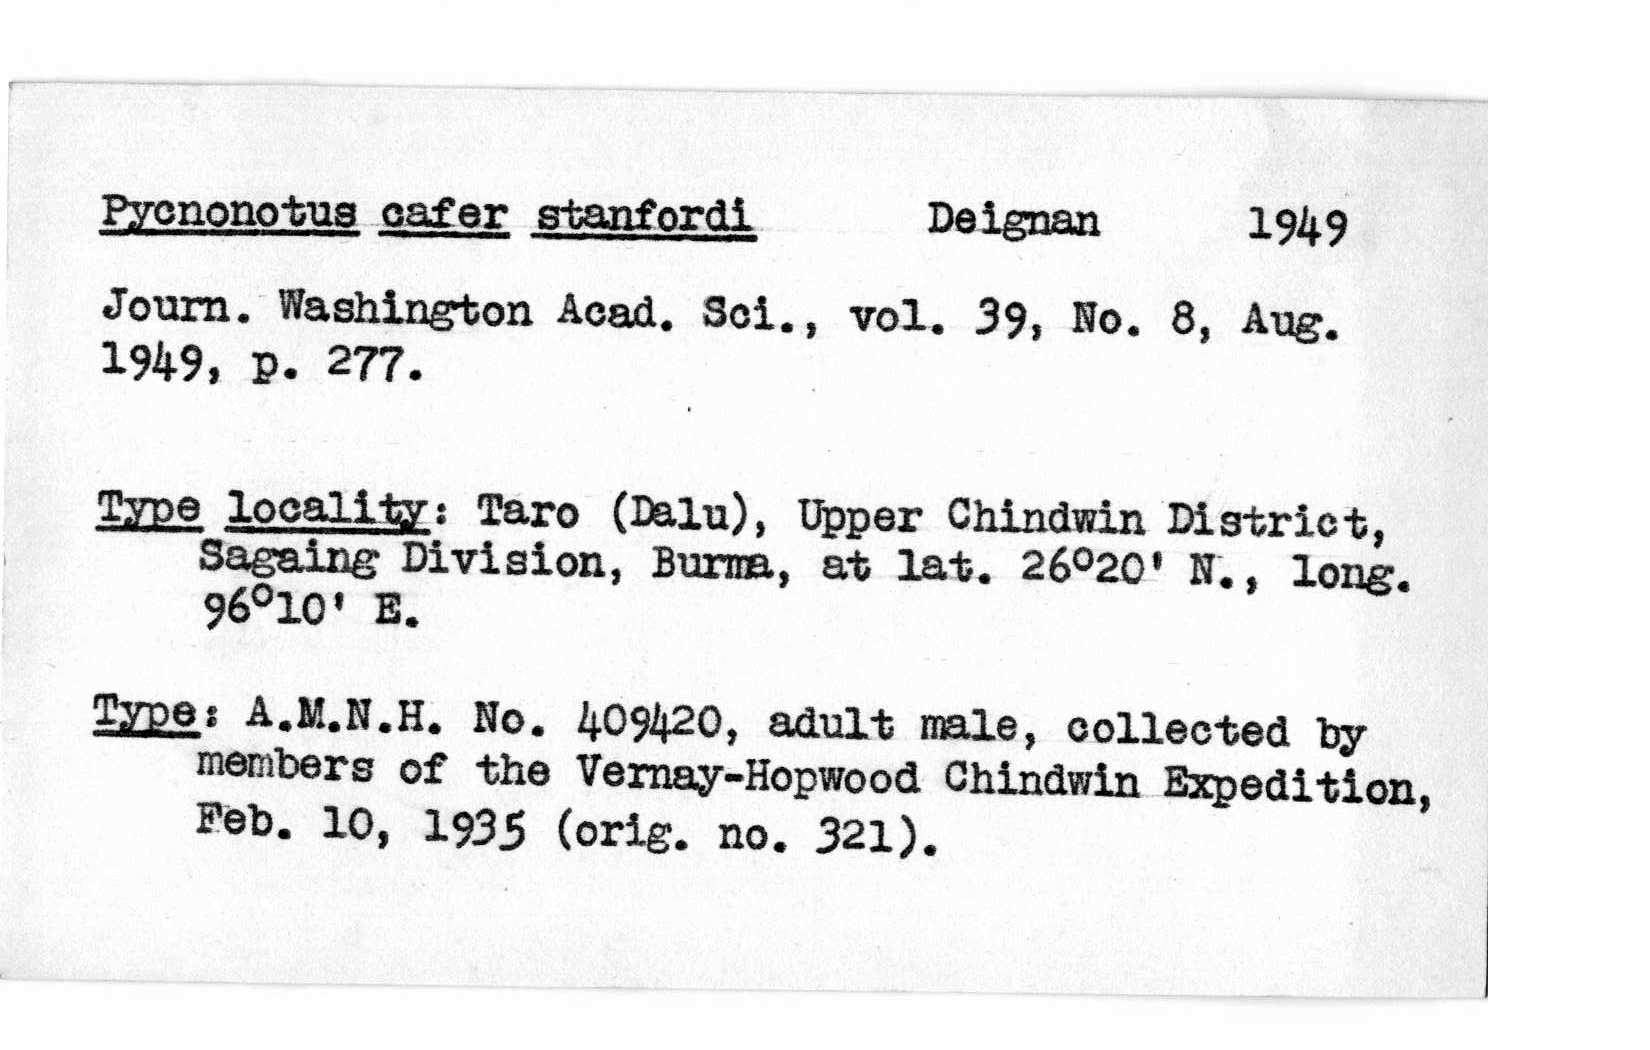 Pycnonotus cafer stanfordi Deignan 1949
Journ. Washington Acad. Sci., vol. 39, No. 8, Aug.
1949, p. 277.
Type locality: Taro (Dalu), Upper Chindwin District,
Sagaing Division, Burma, at lat. 26°20' N., long.
96°10' E.
Type: A.M.N.H. No. 409420, adult male, collected by
members of the Vernay-Hopwood Chindwin Expedition,
Feb. 10, 1935 (orig. no. 321).